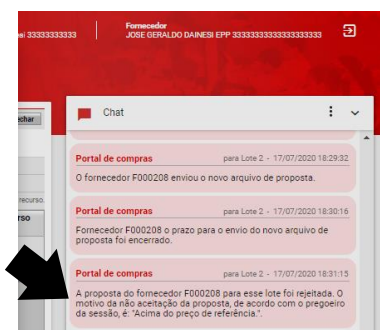 Fornecedor
esi 33333333333
JOSE GERALDO DAINESI EPP 33333333333333333333
Chat
echar
Portal de compras para Lote 2 - 17/07/2020 18:29:32
O fornecedor F000208 enviou o novo arquivo de proposta.
recurso.
Portal de compras para Lote 2 - 17/07/2020 18:30:16
RSO
Fornecedor F000208 o prazo para o envio do novo arquivo de
proposta foi encerrado.
Portal de compras para Lote 2 - 17/07/2020 18:31:15
A proposta do fornecedor F000208 para esse lote foi rejeitada. O
motivo da não aceitação da proposta, de acordo com o pregoeiro
da sessão, é: "Acima do preço de referência.".